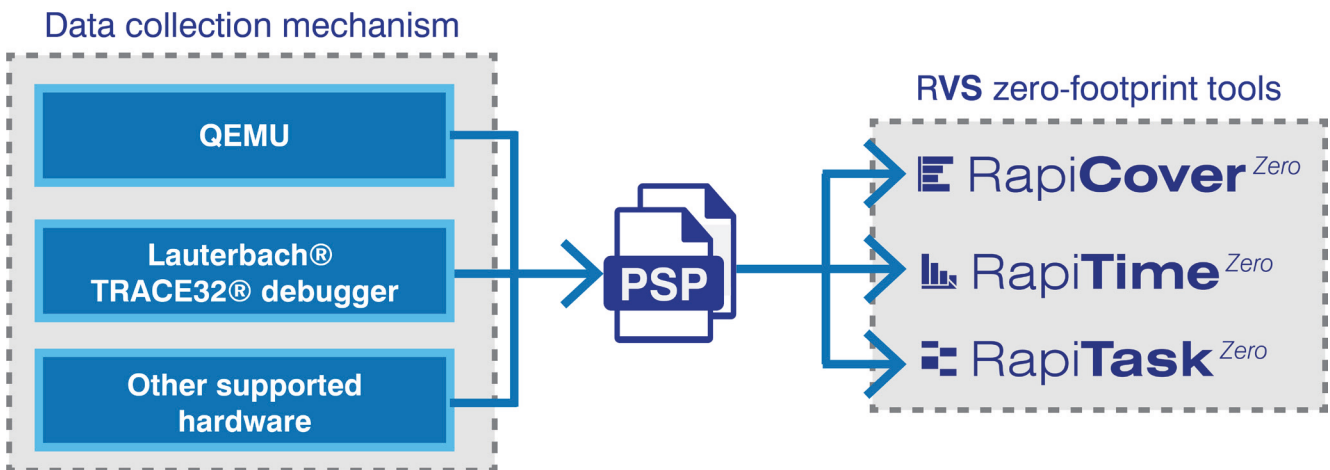 Data collection mechanism
QEMU
Lauterbach®
TRACE32® debugger
Other supported
hardware
PSP
RVS zero-footprint tools
RapiCover Zero
RapiTime Zero
RapiTask Zero